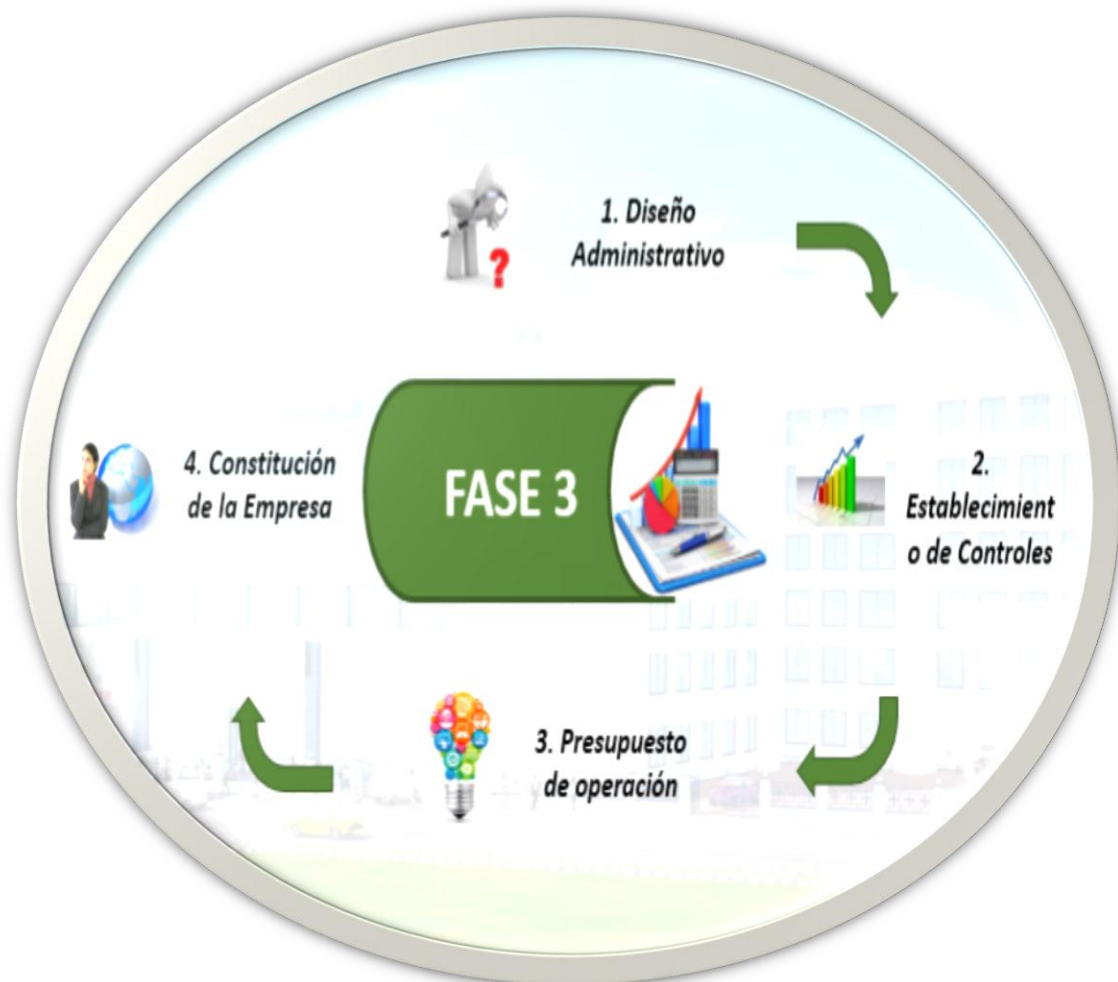 1. Diseño
Administrativo
2.
Establecimient
o de Controles
3. Presupuesto
de operación
4. Constitución
de la Empresa
FASE 3
?